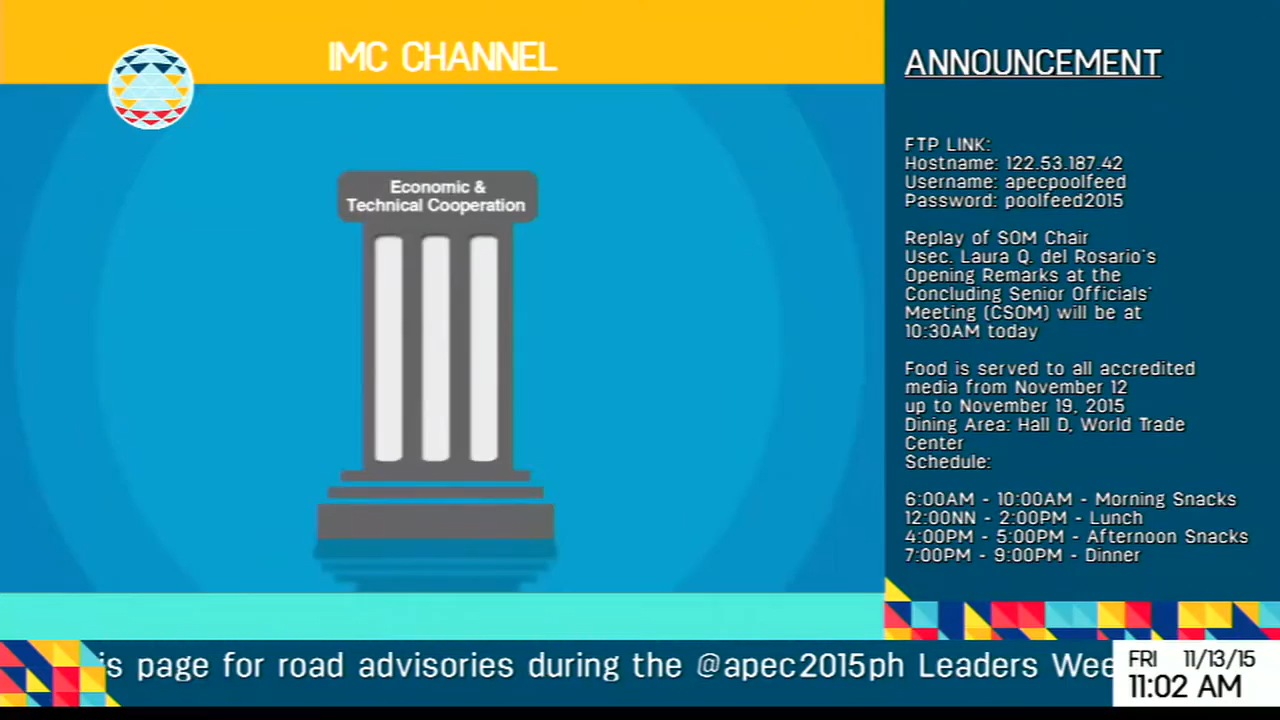 IMC CHANNEL
Economic &
Technical Cooperation
ANNOUNCEMENT
FTP LINK:
Hostname: 122.53.187.42
Username: apecpoolfeed
Password: poolfeed2015
Replay of SOM Chair
Usec. Laura Q. del Rosario's
Opening Remarks at the
Concluding Senior Officials'
Meeting (CSOM) will be at
10:30AM today
Food is served to all accredited
media from November 12
up to November 19, 2015
Dining Area: Hall D, World Trade
Center
Schedule:
6:00AM - 10:00AM - Morning Snacks
12:00NN - 2:00PM - Lunch
4:00PM - 5:00PM - Afternoon Snacks
7:00PM - 9:00PM - Dinner
is page for road advisories during the @apec2015ph Leaders Wee
FRI 11/13/15
11:02 AM